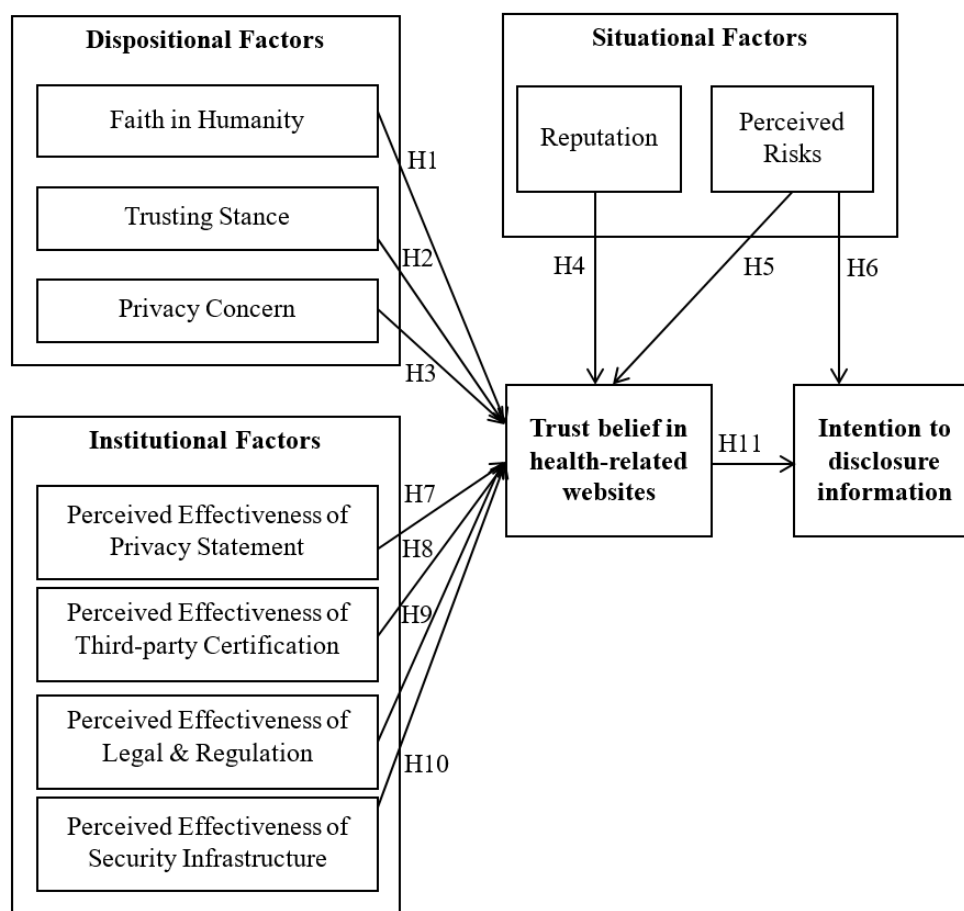 Dispositional Factors
Faith in Humanity
Trusting Stance
Privacy Concern
H1
H2
H3
Situational Factors
Reputation
Perceived
Risks
H4
H5
H6
Institutional Factors
Perceived Effectiveness of
Privacy Statement
Perceived Effectiveness of
Third-party Certification
Perceived Effectiveness of
Legal & Regulation
Perceived Effectiveness of
Security Infrastructure
H7
H8
H9
H10
Trust belief in
health-related
websites
H11
Intention to
disclosure
information